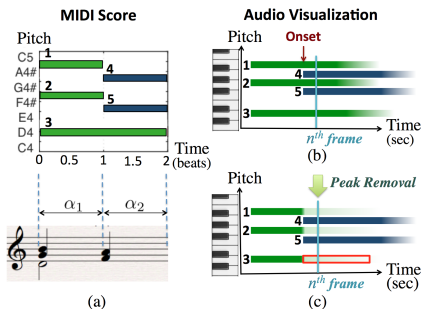 MIDI Score
Pitch
C5
A4#
G4#
F4#
E4
D4
C4
1
4
2
5
3
0 0.5 1 1.5 2
Time
(beats)
α1 α2
(a)
Audio Visualization
Pitch
Onset
1
4
2
5
3
Time
(sec)
nth frame
(b)
Peak Removal
Pitch
1
4
2
5
3
Time
(sec)
nth frame
(c)